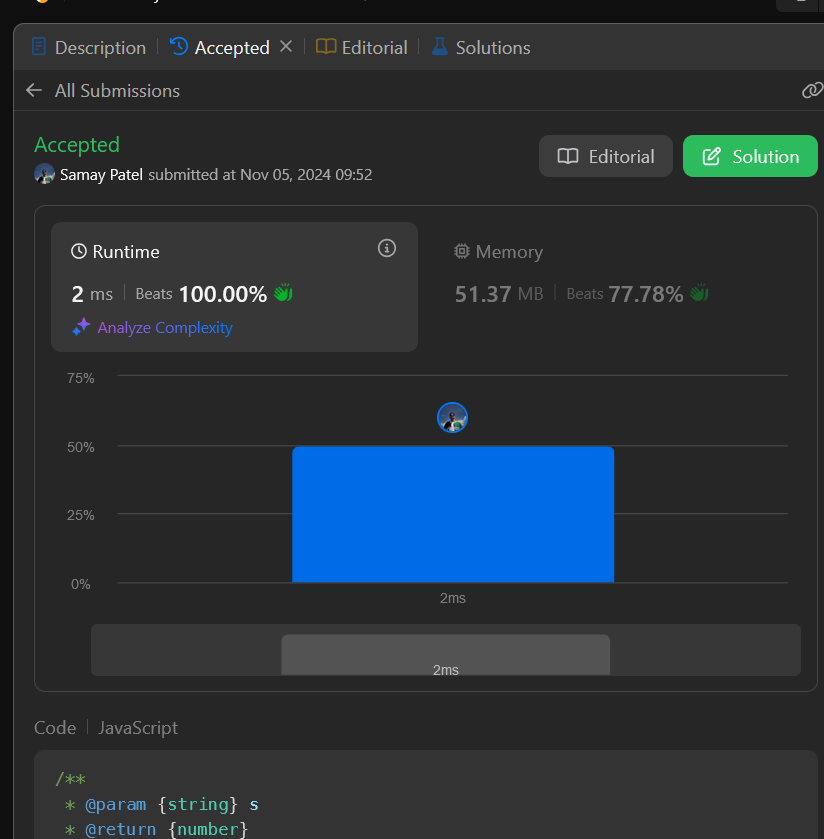 Description Accepted Editorial Solutions
All Submissions
Accepted
Samay Patel submitted at Nov 05, 2024 09:52
Editorial Solution
Runtime
2 ms Beats 100.00%
Analyze Complexity
Memory
51.37 MB Beats 77.78%
75%
50%
25%
0%
2ms
2ms
Code JavaScript
/**
* @param {string} s
* @return {number}